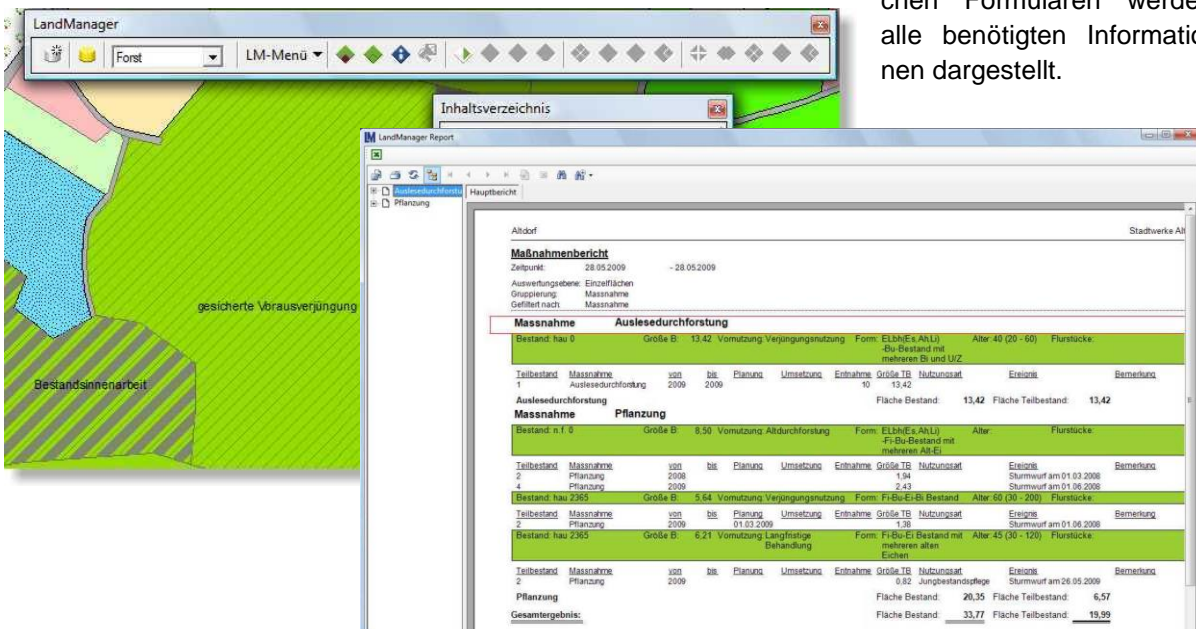 chen Formularen werde
alle benötigten Informatio
nen dargestellt.
LandManager
Forst
LM-Menü
Inhaltsverzeichnis
gesicherte Vorausverjüngung
Bestandsinnenarbeit
LandManager Report
Auslesedurchforstu
Pflanzung
Hauptbericht
Altdorf Stadtwerke Alt
Maßnahmenbericht
Zeitpunkt: 28.05.2009 - 28.05.2009
Auswertungsebene: Einzelflächen
Gruppierung: Massnahme
Gefiltert nach: Massnahme
Massnahme Auslesedurchforstung
Bestand: hau 0 Größe B: 13,42 Vornutzung: Verjüngungsnutzung Form: ELbh(Es,Ah,Li) Alter: 40 (20 - 60) Flurstücke:
-Bu-Bestand mit
mehreren Bi und U/Z
Teilbestand Massnahme von bis Planung Umsetzung Entnahme Größe TB Nutzungsart Ereignis Bemerkung
1 Auslesedurchforstung 2009 2009 10 13,42
Auslesedurchforstung Fläche Bestand: 13,42 Fläche Teilbestand: 13,42
Massnahme Pflanzung
Bestand: n.f. 0 Größe B: 8,50 Vornutzung: Altdurchforstung Form: ELbh(Es,Ah,Li) Alter: Flurstücke:
-Fi-Bu-Bestand mit
mehreren Alt-Ei
Teilbestand Massnahme von bis Planung Umsetzung Entnahme Größe TB Nutzungsart Ereignis Bemerkung
2 Pflanzung 2008 1,94 Sturmwurf am 01.03.2008
4 Pflanzung 2009 2,43 Sturmwurf am 01.06.2008
Bestand: hau 2365 Größe B: 5,64 Vornutzung: Verjüngungsnutzung Form: Fi-Bu-Ei-Bi Bestand Alter: 60 (30 - 200) Flurstücke:
Teilbestand Massnahme von bis Planung Umsetzung Entnahme Größe TB Nutzungsart Ereignis Bemerkung
2 Pflanzung 2009 01.03.2009 1,38 Sturmwurf am 01.06.2008
Bestand: hau 2365 Größe B: 6,21 Vornutzung: Langfristige Form: Fi-Bu-Ei Bestand mit Alter: 45 (30 - 120) Flurstücke:
Behandlung mehreren alten
Eichen
Teilbestand Massnahme von bis Planung Umsetzung Entnahme Größe TB Nutzungsart Ereignis Bemerkung
2 Pflanzung 2009 0,82 Jungbestandspflege Sturmwurf am 26.05.2009
Pflanzung Fläche Bestand: 20,35 Fläche Teilbestand: 6,57
Gesamtergebnis: Fläche Bestand: 33,77 Fläche Teilbestand: 19,99